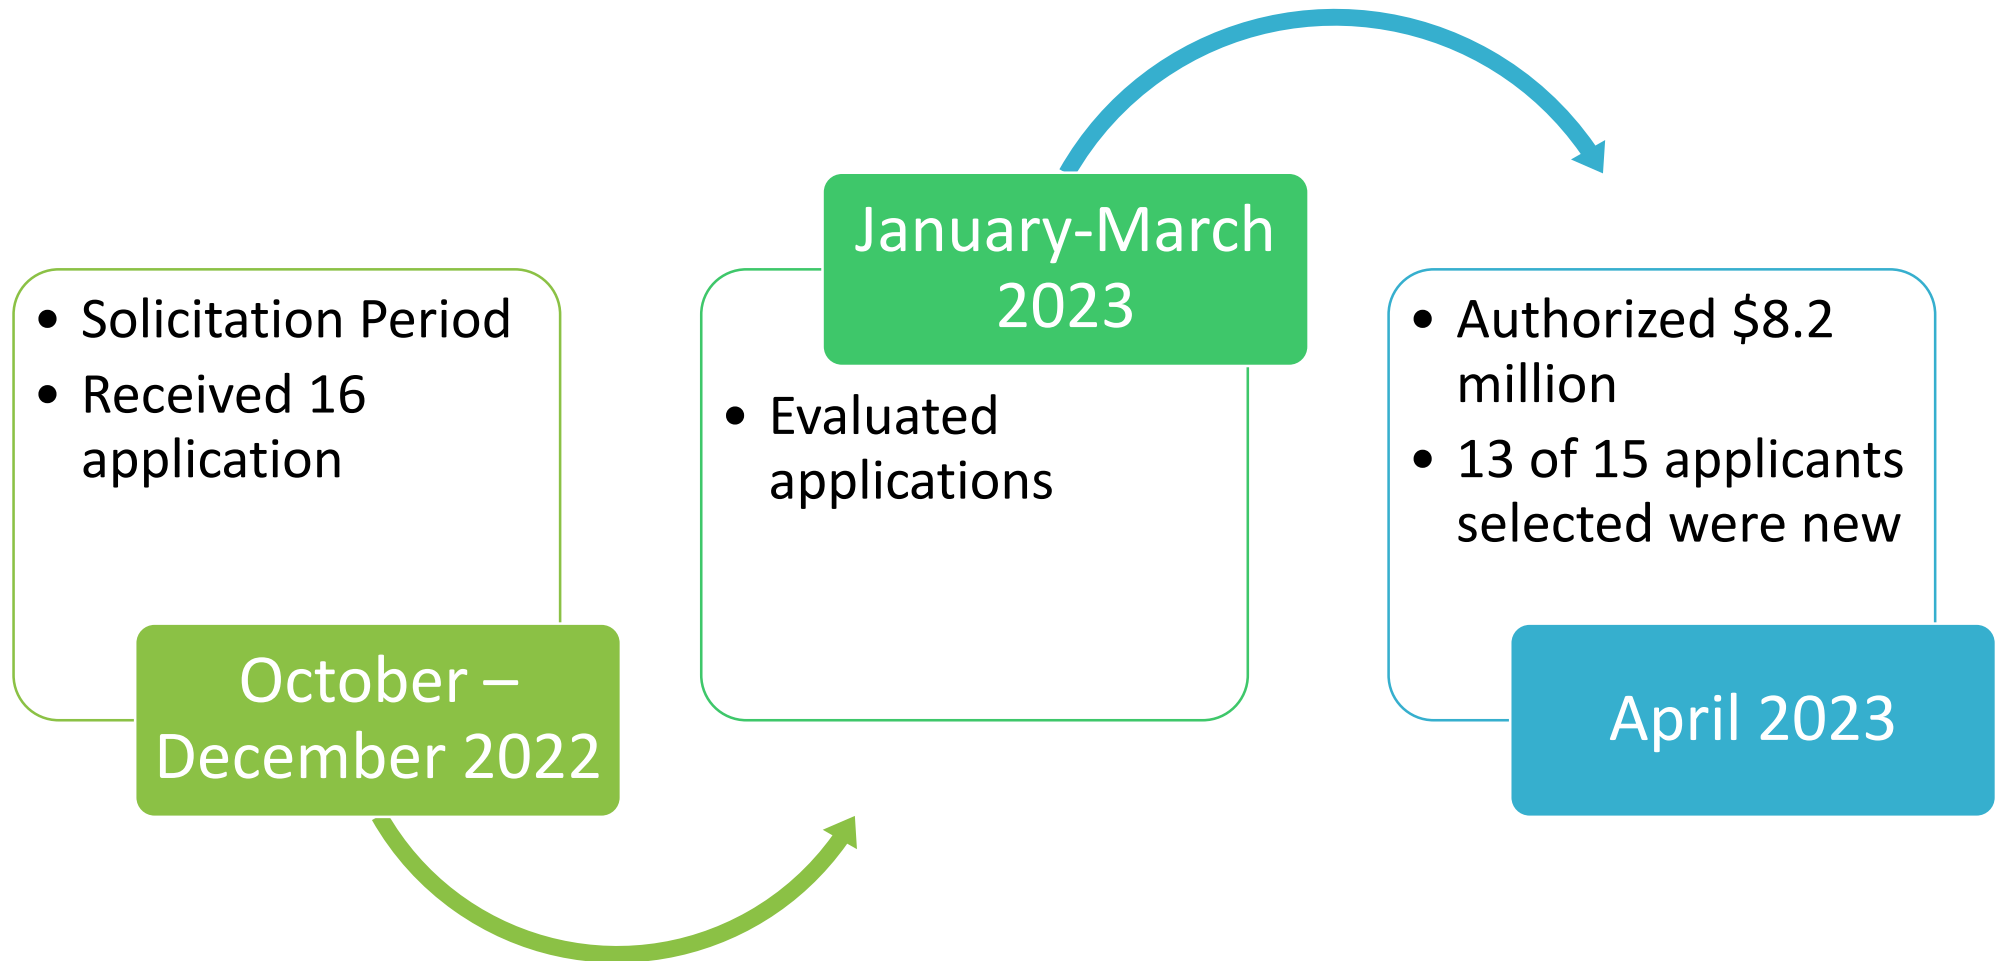 • Solicitation Period
• Received 16
application
October –
December 2022
January-March
2023
• Evaluated
applications
• Authorized $8.2
million
• 13 of 15 applicants
selected were new
April 2023